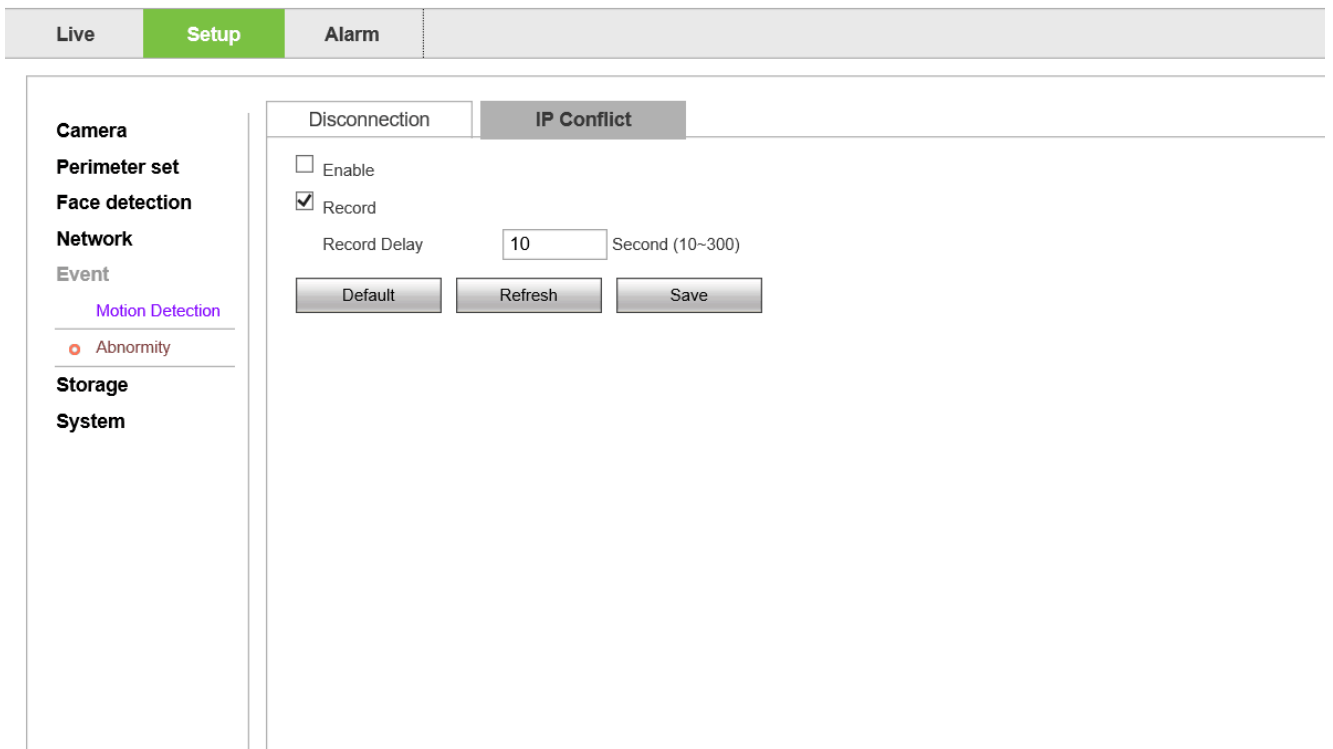 Live Setup Alarm
Disconnection IP Conflict
Camera
Perimeter set
Face detection
Network
Event
Motion Detection
Abnormity
Storage
System
Enable
Record
Record Delay 10 Second (10~300)
Default Refresh Save